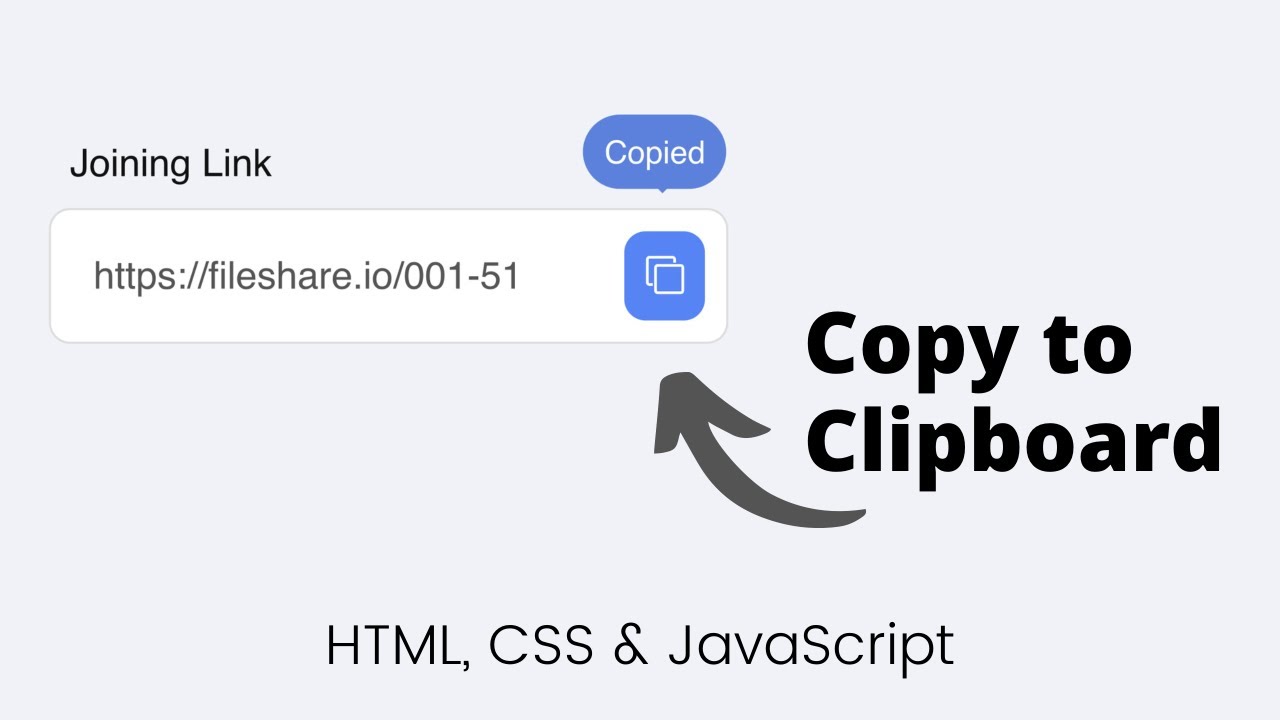 Joining Link
Copied
https://fileshare.io/001-51
Copy to
Clipboard
HTML, CSS & JavaScript